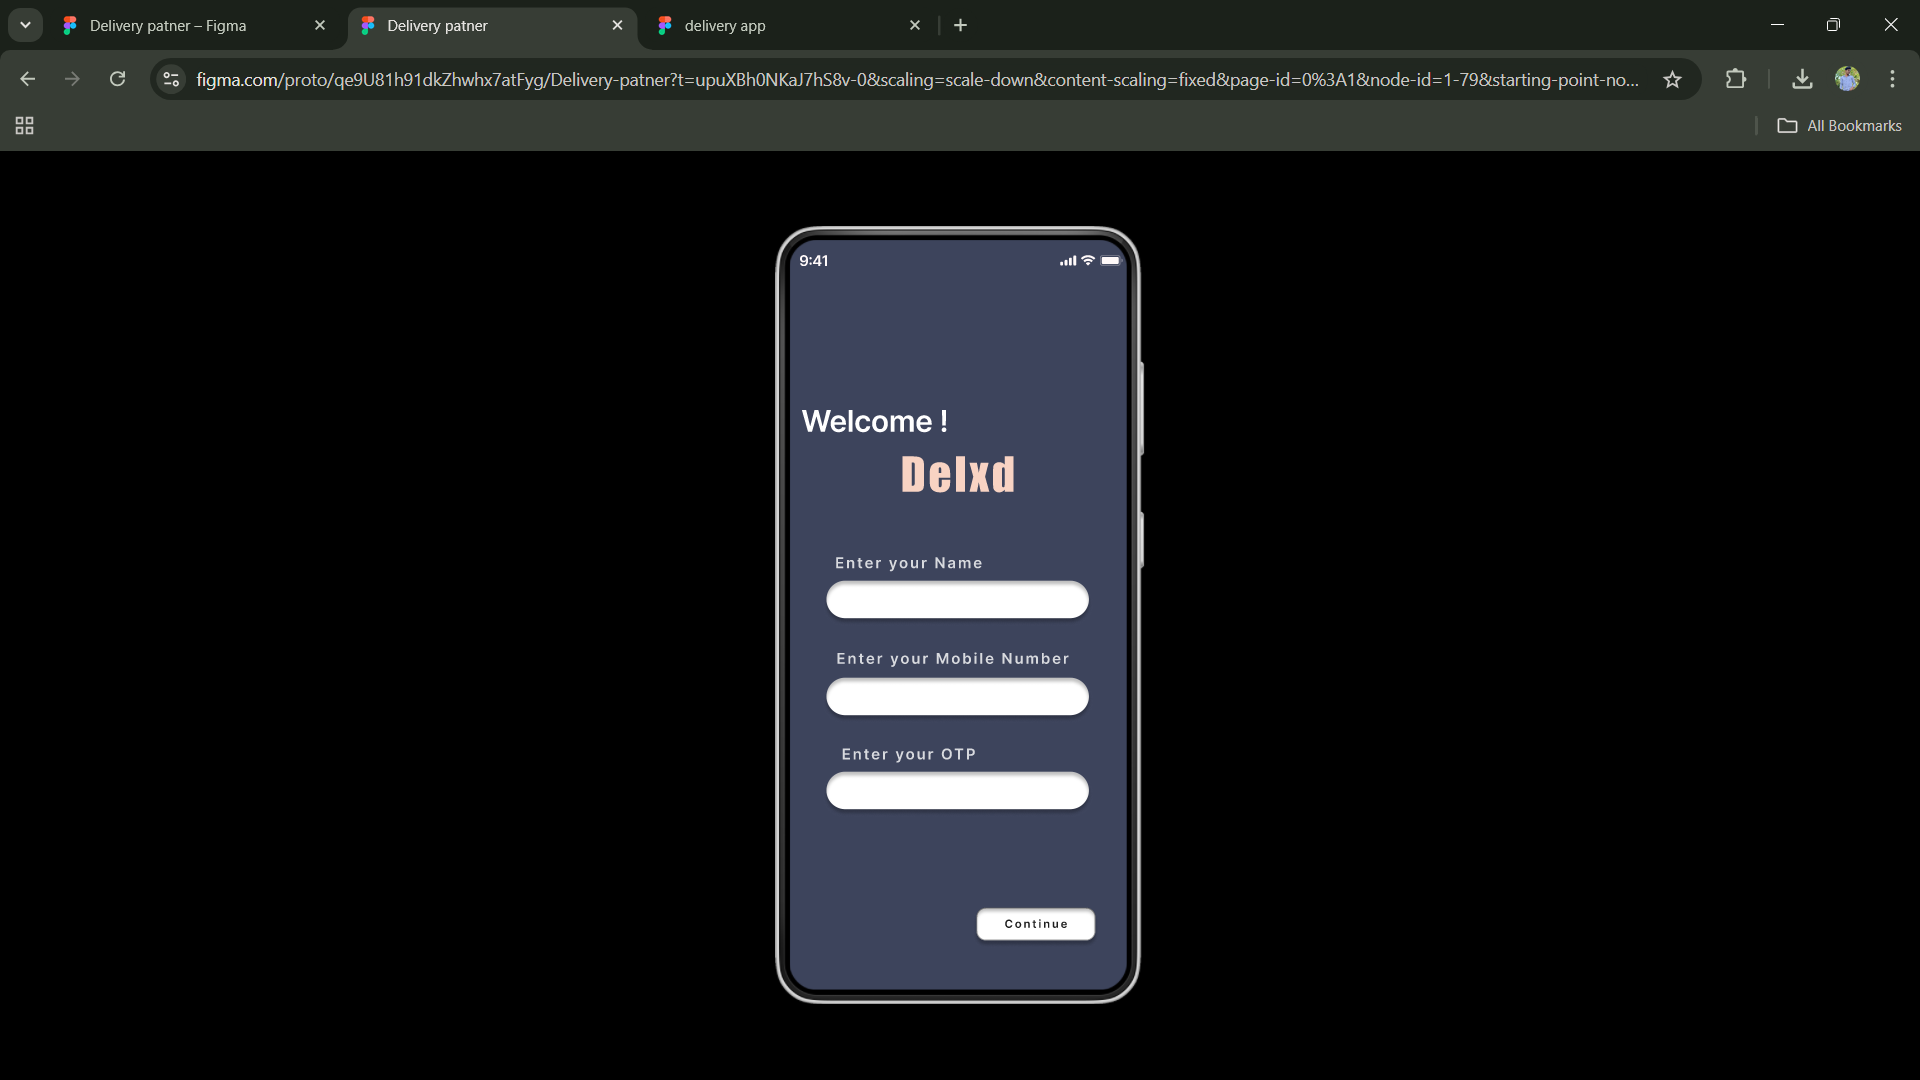 Delivery patner – Figma
Delivery patner
delivery app
figma.com/proto/qe9U81h91dkZhwhx7atFyg/Delivery-patner?t=upuXBh0NKaJ7hS8v-0&scaling=scale-down&content-scaling=fixed&page-id=0%3A1&node-id=1-79&starting-point-no...
All Bookmarks
9:41
Welcome !
Delxd
Enter your Name
Enter your Mobile Number
Enter your OTP
Continue